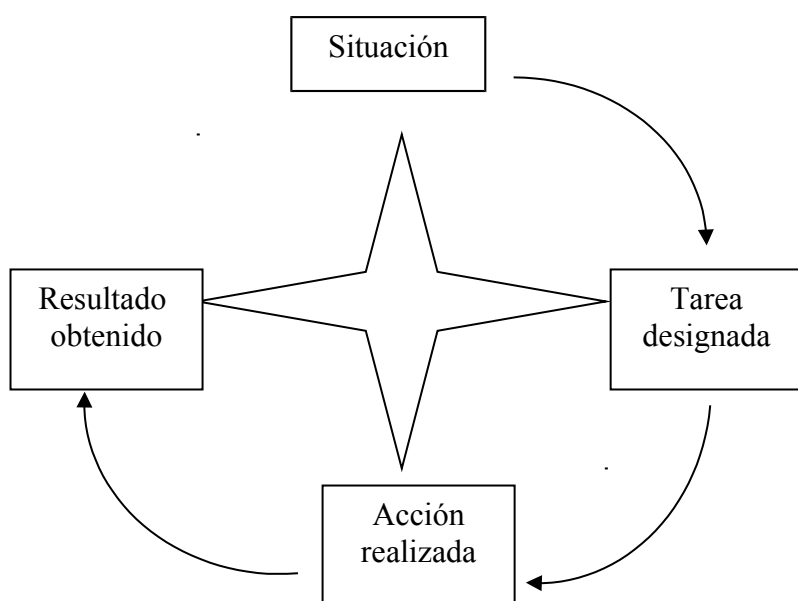 Situación
Resultado
obtenido
Tarea
designada
Acción
realizada